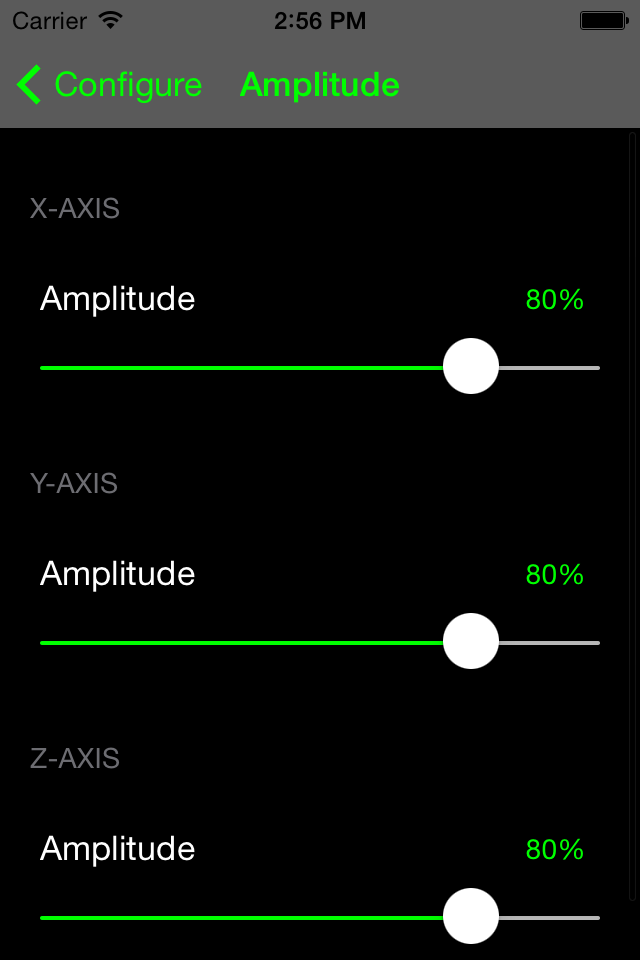 Carrier 2:56 PM
Configure Amplitude
X-AXIS
Amplitude 80%
Y-AXIS
Amplitude 80%
Z-AXIS
Amplitude 80%